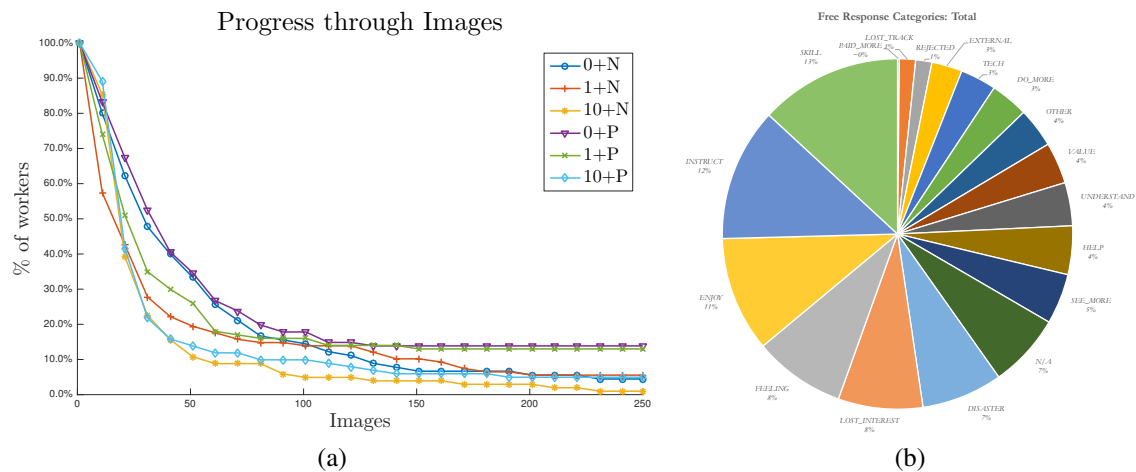 Progress through Images
100.0%
90.0%
80.0%
70.0%
60.0%
50.0%
40.0%
30.0%
20.0%
10.0%
0.0%
% of workers
0
50
100
150
200
250
Images
0+N
1+N
10+N
0+P
1+P
10+P
(a)
Free Response Categories: Total
LOST_TRACK
1%
PAID_MORE
~0%
REJECTED
1%
EXTERNAL
3%
TECH
3%
DO_MORE
3%
OTHER
4%
VALUE
4%
UNDERSTAND
4%
HELP
4%
SEE_MORE
5%
N/A
7%
DISASTER
7%
LOST_INTEREST
8%
FEELING
8%
ENJOY
11%
INSTRUCT
12%
SKILL
13%
(b)